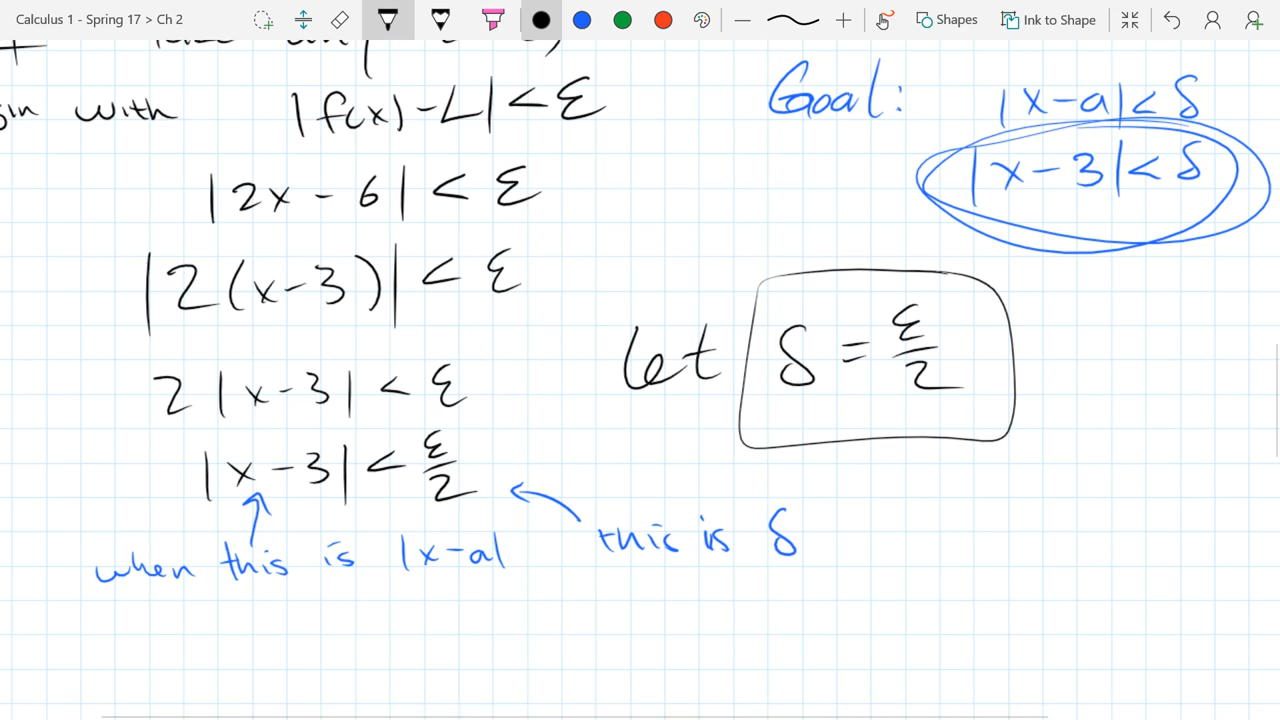 Calculus 1 - Spring 17 > Ch 2
Shapes
Ink to Shape
with |f(x) - L| < ε
|2x - 6| < ε
|2(x-3)| < ε
2|x-3| < ε
|x-3| < ε/2
when this is |x-a|
this is δ
Goal: |x-a| < δ
|x-3| < δ
let δ = ε/2